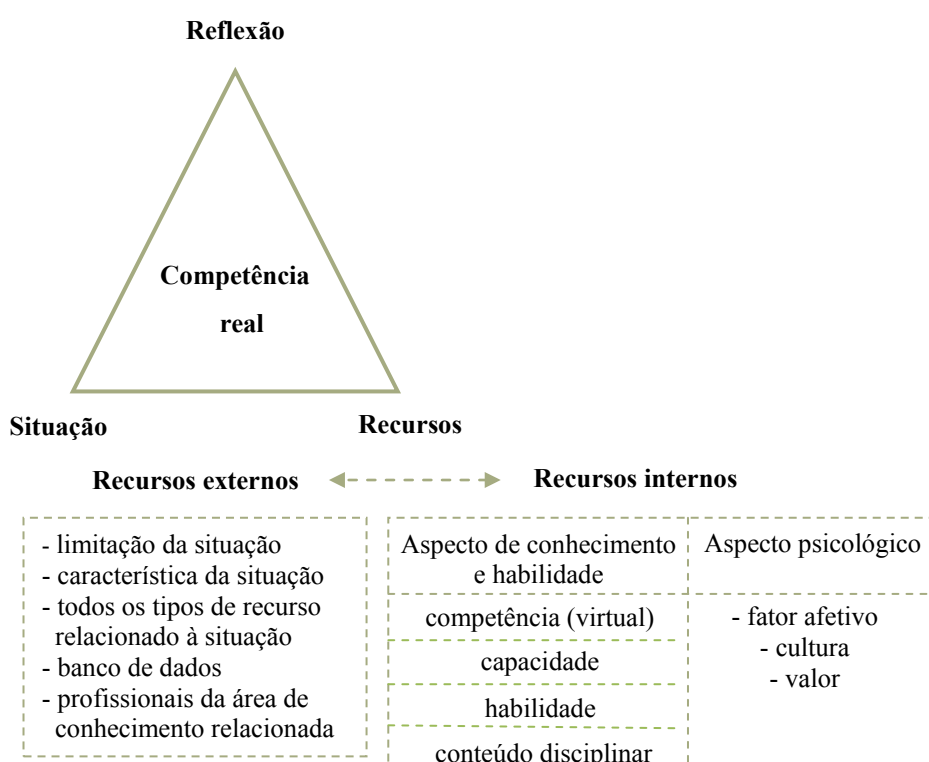 Reflexão
Competência
real
Situação
Recursos
Recursos externos
Recursos internos
- limitação da situação
- característica da situação
- todos os tipos de recurso
relacionado à situação
- banco de dados
- profissionais da área de
conhecimento relacionada
Aspecto de conhecimento
e habilidade
competência (virtual)
capacidade
habilidade
conteúdo disciplinar
Aspecto psicológico
- fator afetivo
- cultura
- valor